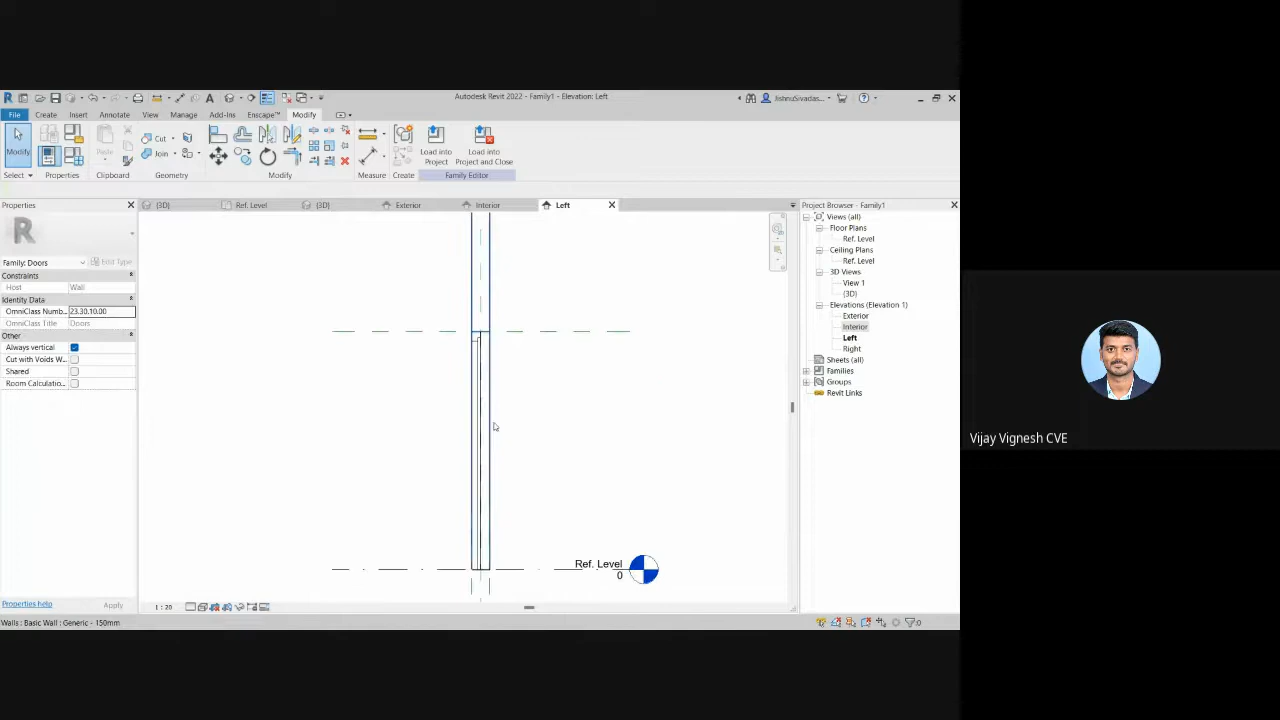 Autodesk Revit 2022 - Family1 - Elevation: Left
JishnuSivadas...
File Create Insert Annotate View Manage Add-Ins Enscape™ Modify
Modify
Paste
Cut
Join
Load into Project
Load into Project and Close
Select Properties Clipboard Geometry Modify Measure Create Family Editor
Properties
(3D) Ref. Level (3D) Exterior Interior Left
Project Browser - Family1
Family: Doors Edit Type
Constraints
Host Wall
Identity Data
OmniClass Numb... 23.30.10.00
OmniClass Title Doors
Other
Always vertical
Cut with Voids W...
Shared
Room Calculatio...
Properties help Apply
Ref. Level
0
1 : 20
Walls : Basic Wall : Generic - 150mm
:0
Views (all)
Floor Plans
Ref. Level
Ceiling Plans
Ref. Level
3D Views
View 1
(3D)
Elevations (Elevation 1)
Exterior
Interior
Left
Right
Sheets (all)
Families
Groups
Revit Links
Vijay Vignesh CVE